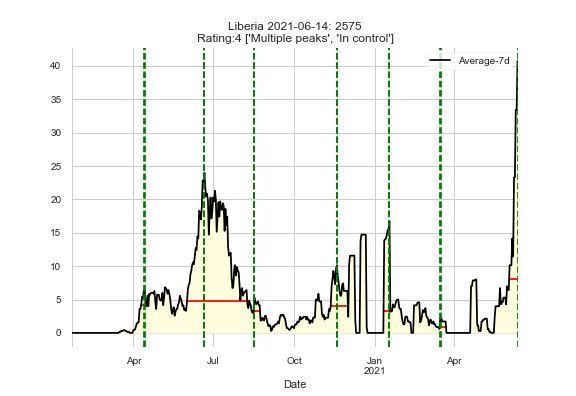 Liberia 2021-06-14: 2575
Rating:4 ['Multiple peaks', 'In control']
Average-7d
40
35
30
25
20
15
10
5
0
Apr
Jul
Oct
Jan
2021
Apr
Date